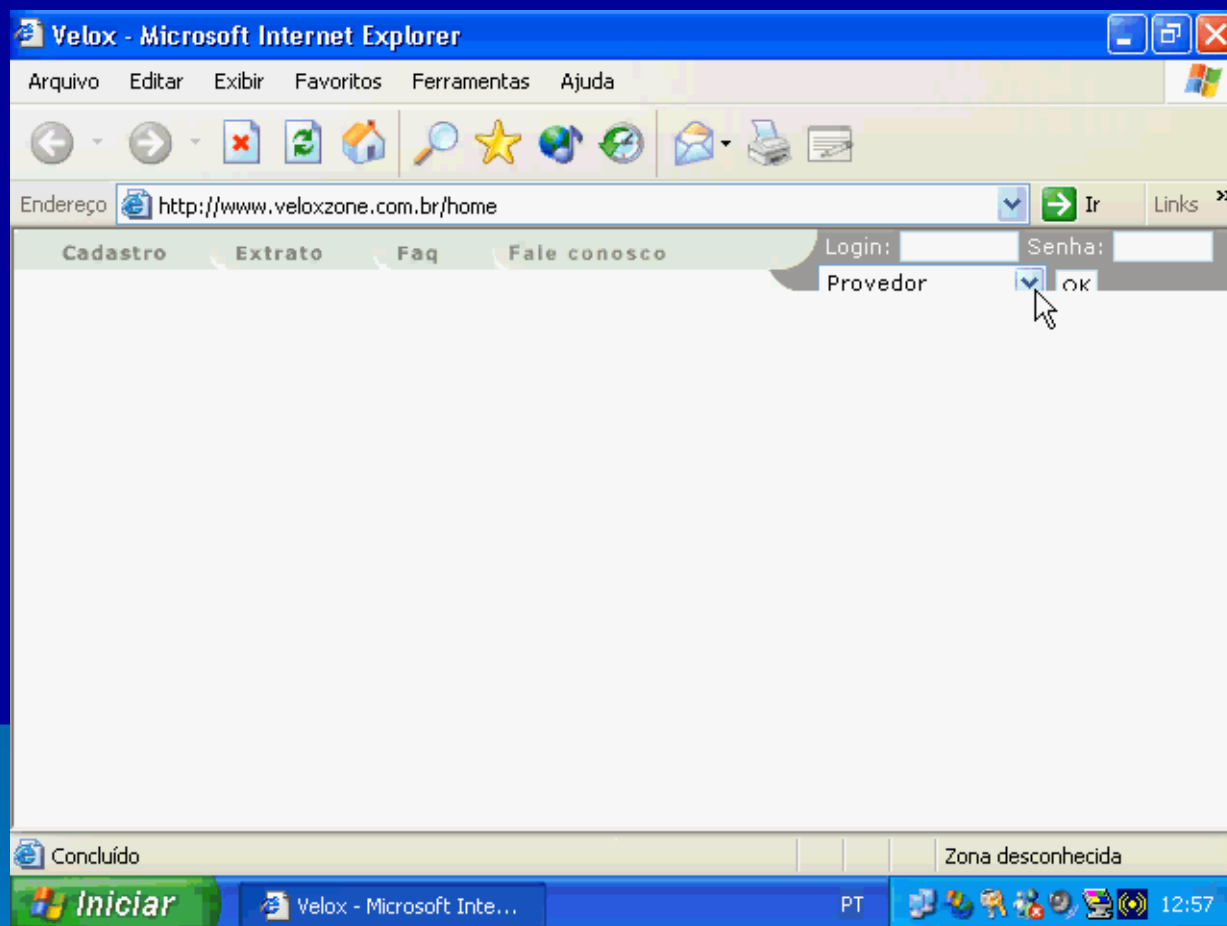 Velox - Microsoft Internet Explorer
Arquivo Editar Exibir Favoritos Ferramentas Ajuda
Endereço http://www.veloxzone.com.br/home Ir Links »
Cadastro Extrato Faq Fale conosco Login: Senha:
Provedor OK
Concluído Zona desconhecida
Iniciar Velox - Microsoft Inte... PT 12:57